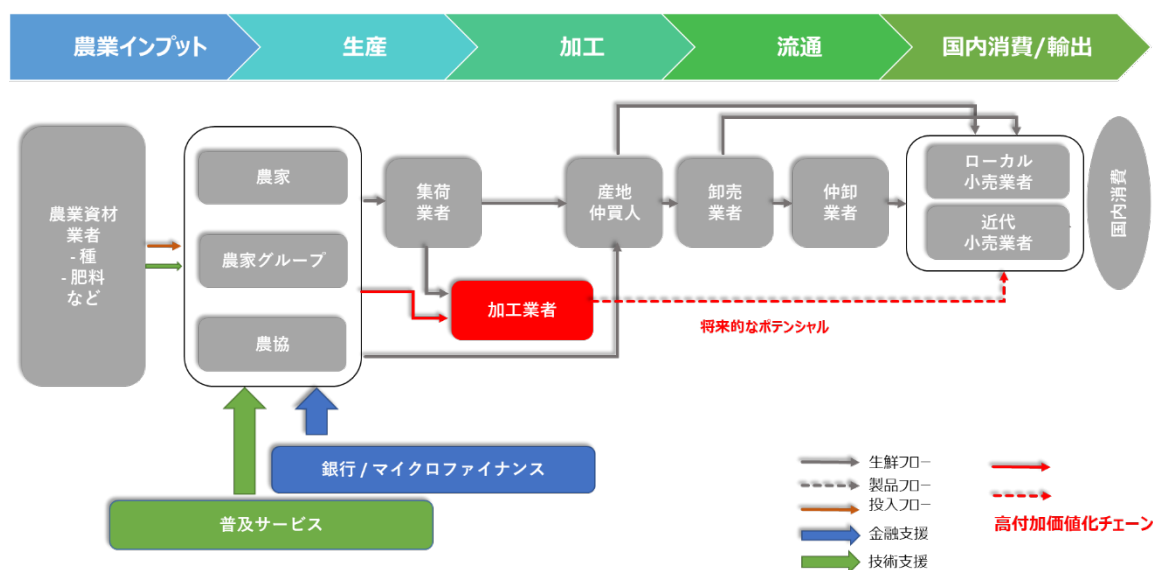 農業インプット
生産
加工
流通
国内消費/輸出
農業資材
業者
- 種
- 肥料
など
農家
農家グループ
農協
集荷
業者
加工業者
産地
仲買人
卸売
業者
仲卸
業者
ローカル
小売業者
近代
小売業者
国内消費
将来的なポテンシャル
銀行 / マイクロファイナンス
普及サービス
生鮮フロー
製品フロー
投入フロー
金融支援
技術支援
高付加価値化チェーン